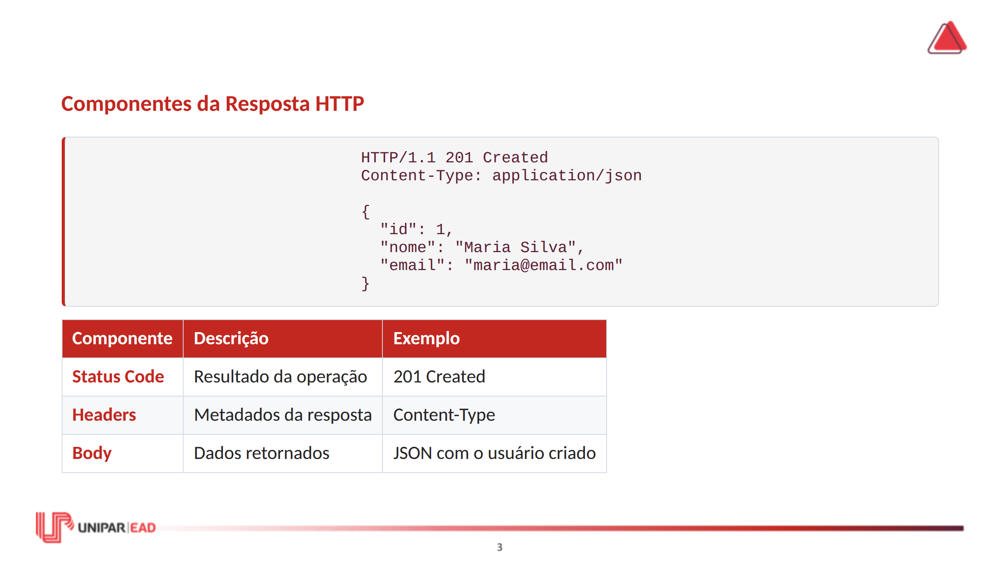 Componentes da Resposta HTTP
HTTP/1.1 201 Created
Content-Type: application/json
{
"id": 1,
"nome": "Maria Silva",
"email": "maria@email.com"
}
Componente Descrição Exemplo
Status Code Resultado da operação 201 Created
Headers Metadados da resposta Content-Type
Body Dados retornados JSON com o usuário criado
UNIPAR|EAD
3